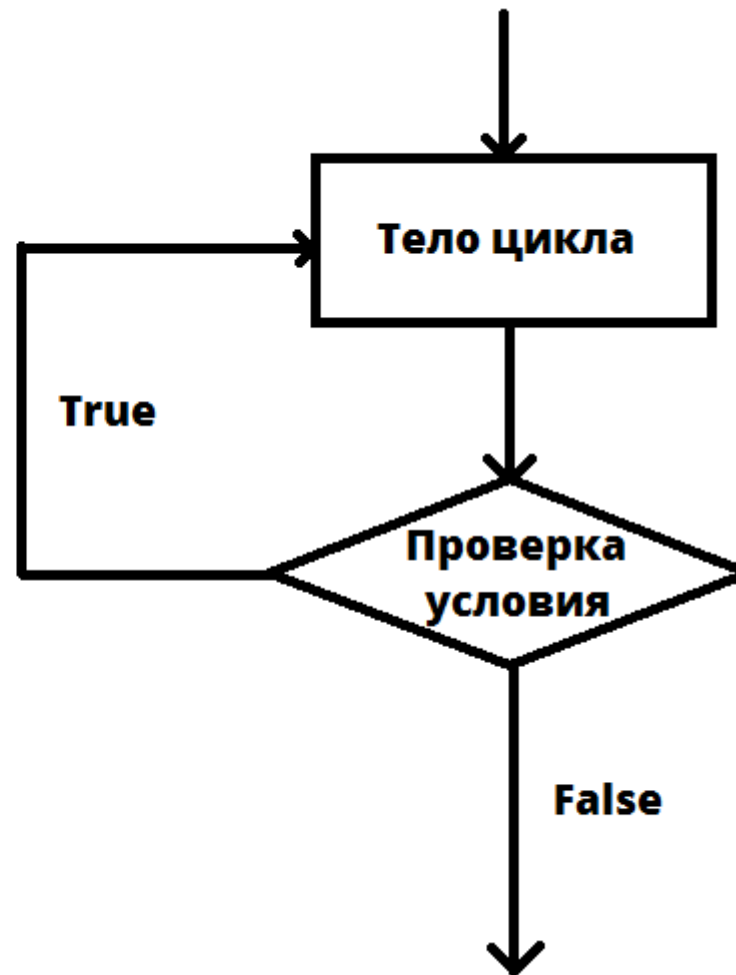 Тело цикла
True
Проверка
условия
False